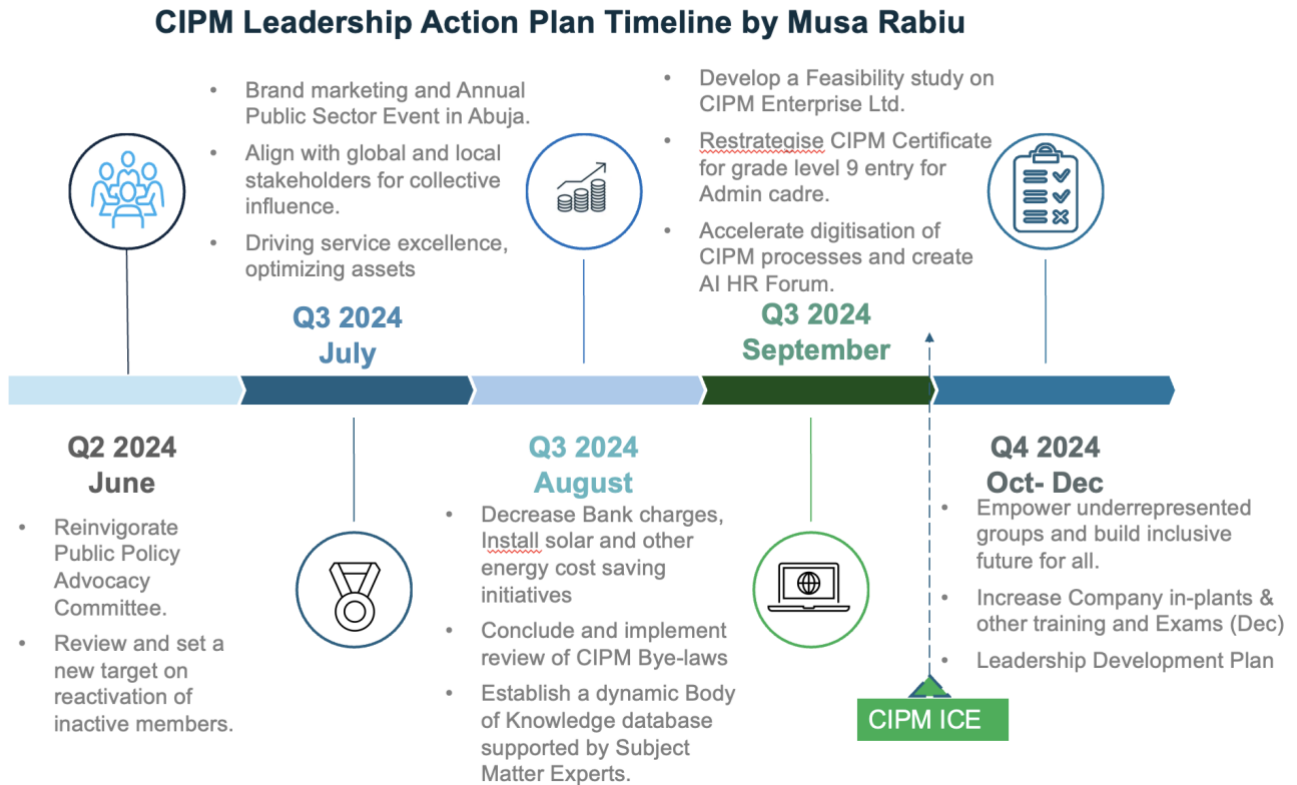 CIPM Leadership Action Plan Timeline by Musa Rabiu
• Brand marketing and Annual
Public Sector Event in Abuja.
• Align with global and local
stakeholders for collective
influence.
• Driving service excellence,
optimizing assets
Q3 2024
July
• Develop a Feasibility study on
CIPM Enterprise Ltd.
• Restrategise CIPM Certificate
for grade level 9 entry for
Admin cadre.
• Accelerate digitisation of
CIPM processes and create
AI HR Forum.
Q3 2024
September
Q2 2024
June
• Reinvigorate
Public Policy
Advocacy
Committee.
• Review and set a
new target on
reactivation of
inactive members.
Q3 2024
August
• Decrease Bank charges,
Install solar and other
energy cost saving
initiatives
• Conclude and implement
review of CIPM Bye-laws
• Establish a dynamic Body
of Knowledge database
supported by Subject
Matter Experts.
Q4 2024
Oct- Dec
• Empower underrepresented
groups and build inclusive
future for all.
• Increase Company in-plants &
other training and Exams (Dec)
• Leadership Development Plan
CIPM ICE